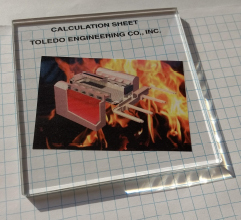 CALCULATION SHEET
TOLEDO ENGINEERING CO., INC.